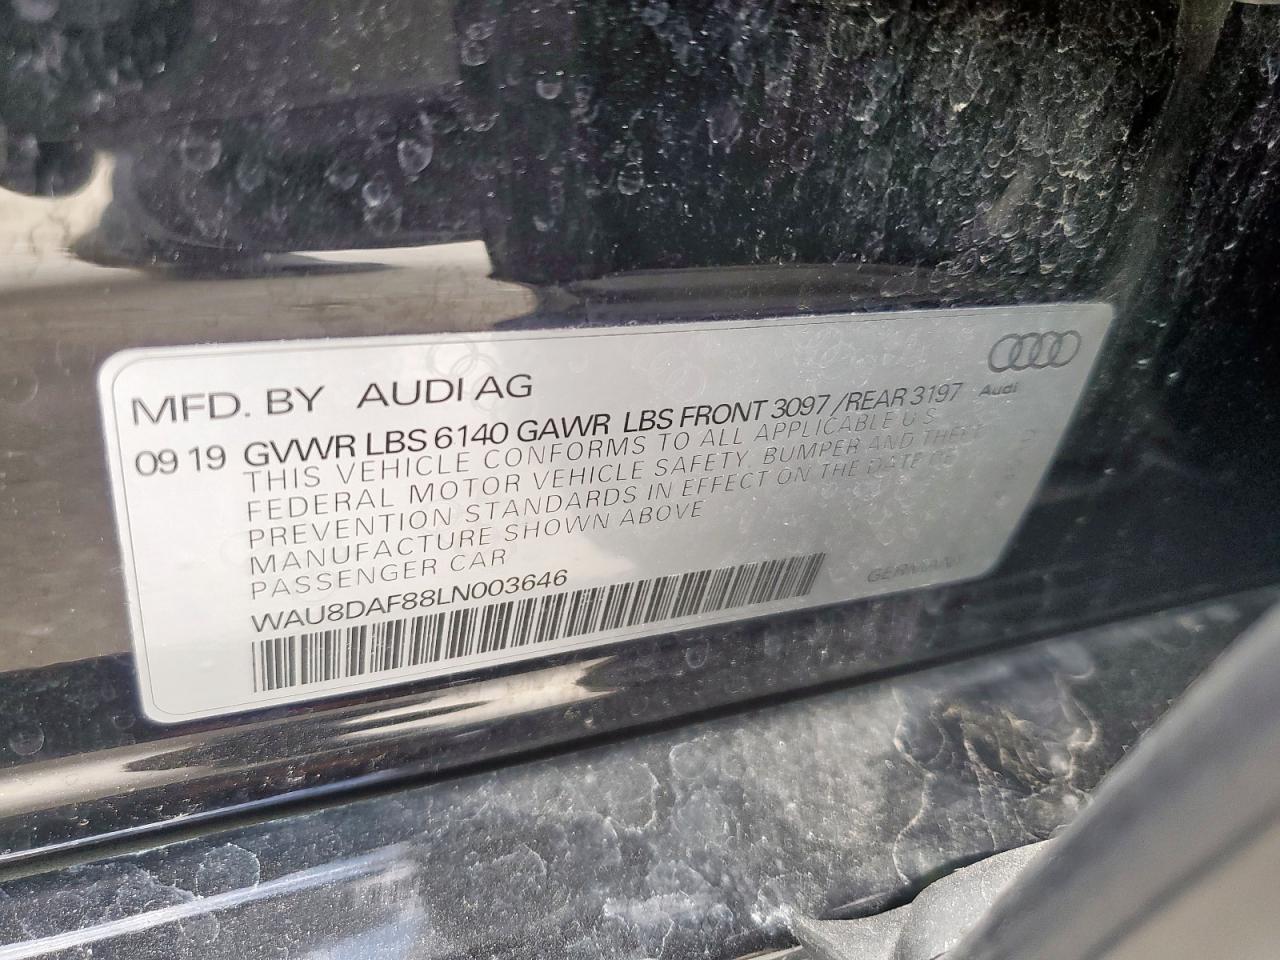 MFD. BY AUDI AG
Audi
09 19 GVWR LBS 6140 GAWR LBS FRONT 3097 /REAR 3197
THIS VEHICLE CONFORMS TO ALL APPLICABLE U S
FEDERAL MOTOR VEHICLE SAFETY, BUMPER AND THEFT
PREVENTION STANDARDS IN EFFECT ON THE DATE OF
MANUFACTURE SHOWN ABOVE
PASSENGER CAR
WAU8DAF88LN003646
GERMANY